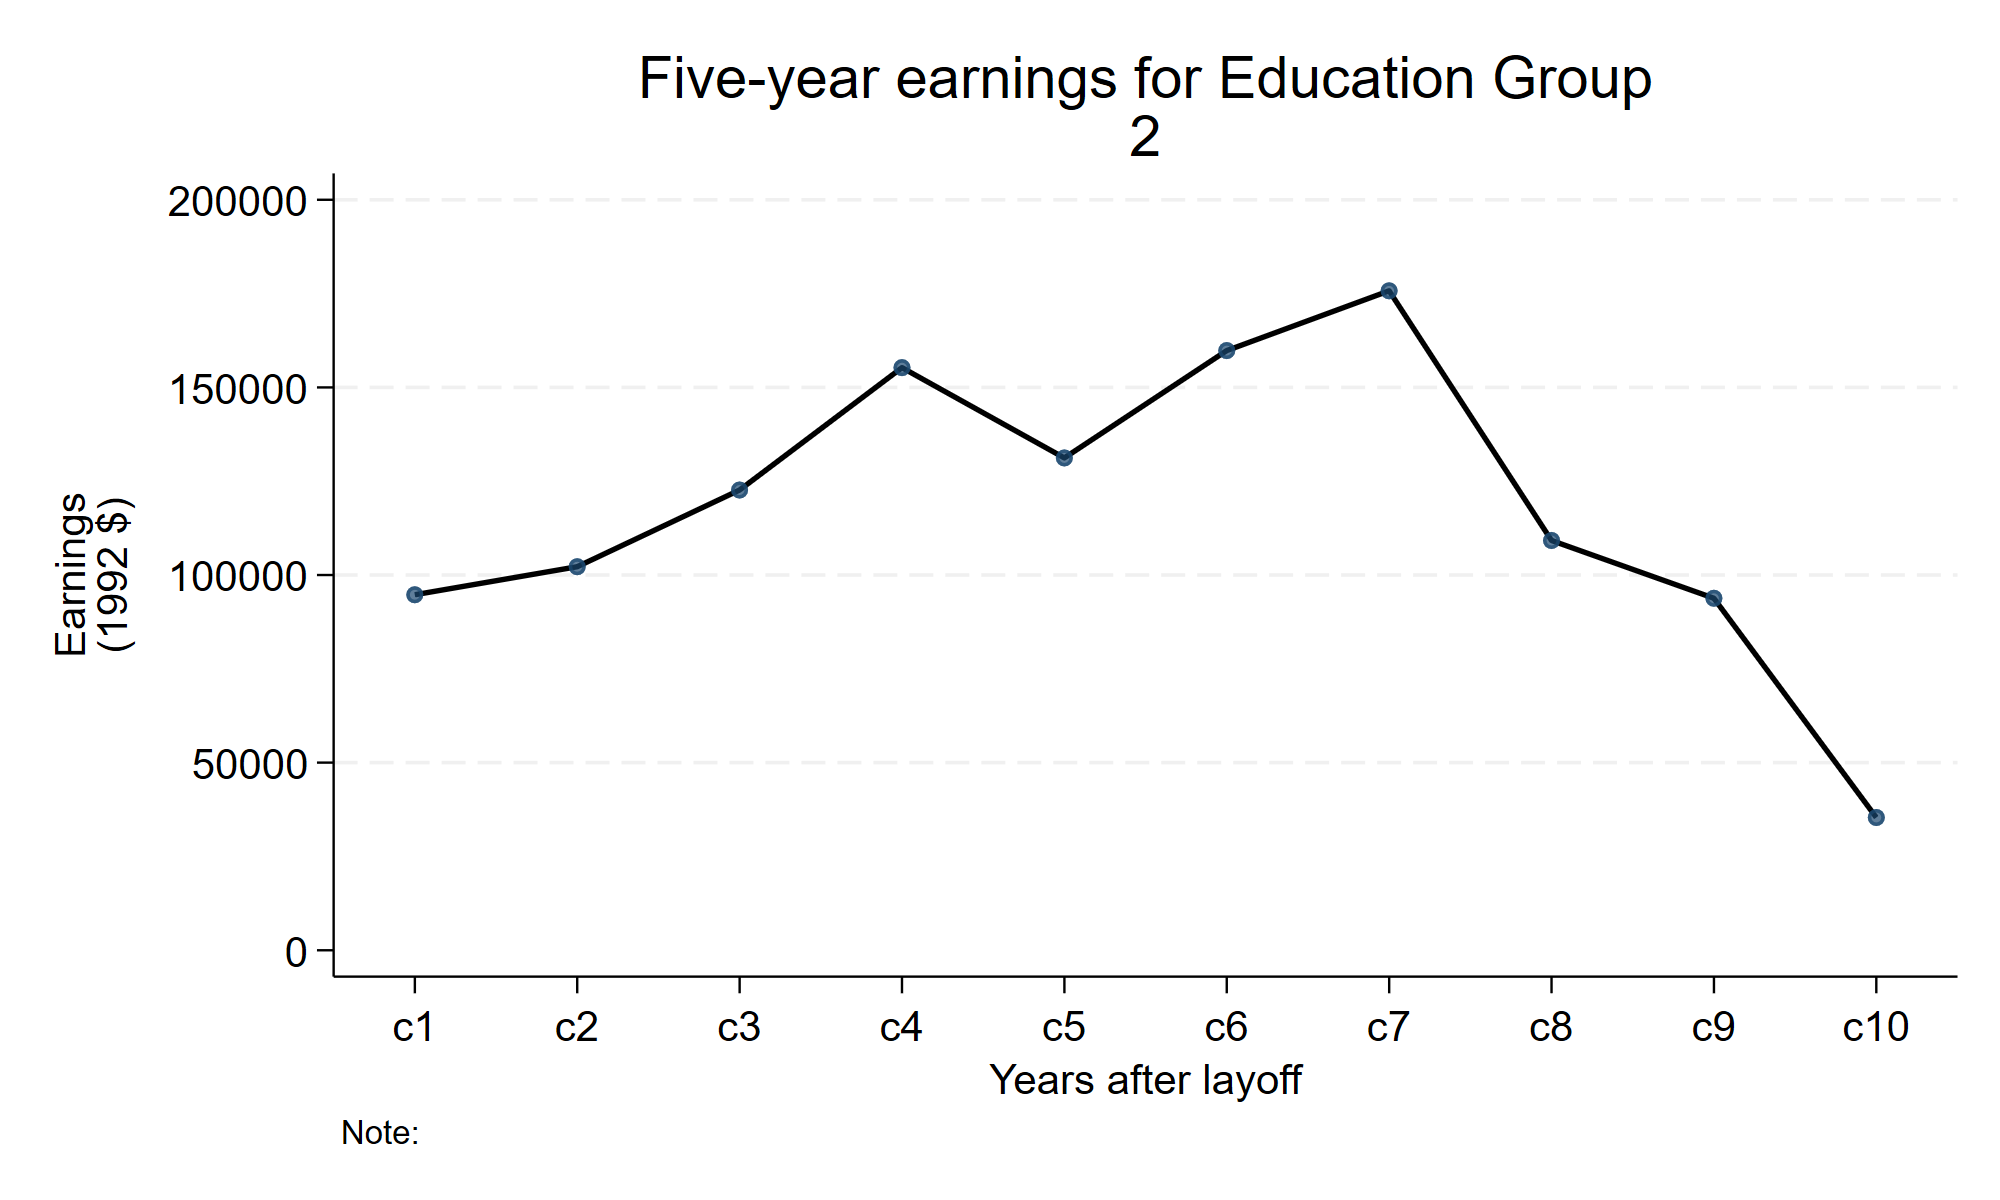 Five-year earnings for Education Group
2
200000
150000
100000
50000
0
Earnings
(1992 $)
c1 c2 c3 c4 c5 c6 c7 c8 c9 c10
Years after layoff
Note: